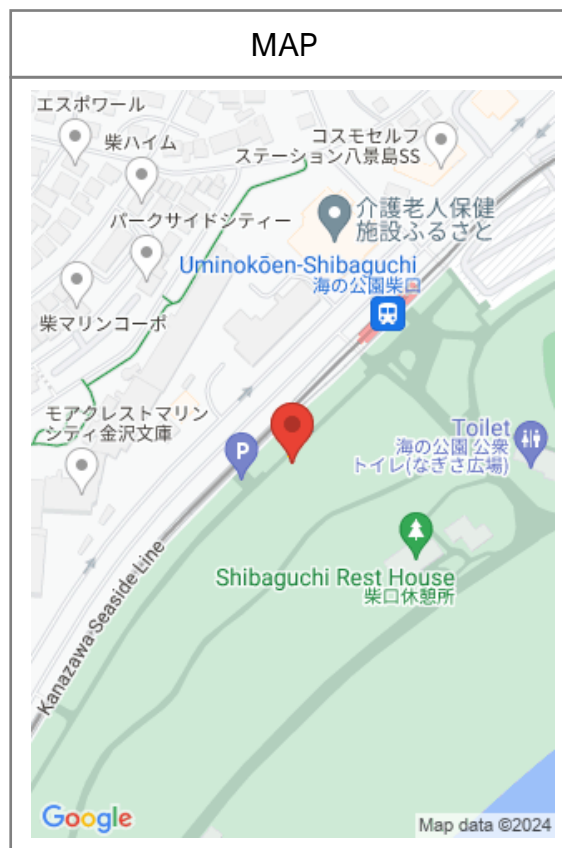 MAP
エスポワール
柴ハイム
コスモセルフ
ステーション八景島SS
パークサイドシティー
介護老人保健
施設ふるさと
Uminokōen-Shibaguchi
海の公園柴口
柴マリンコーポ
モアクレストマリン
シティ金沢文庫
P
Toilet
海の公園 公衆
トイレ(なぎさ広場)
Shibaguchi Rest House
柴口休憩所
Kanazawa Seaside Line
Google
Map data ©2024